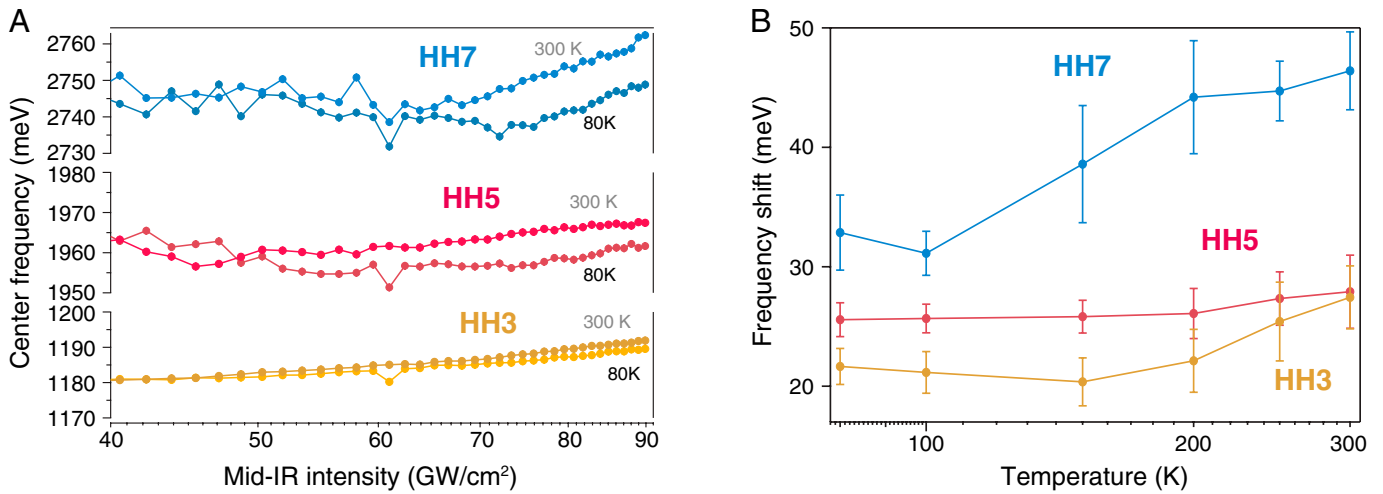 A
Center frequency (meV)
2760
2750
2740
2730
HH7
300 K
80K
1980
1970
1960
1950
HH5
300 K
80K
1200
1190
1180
1170
HH3
300 K
80K
40
50
60
70
80
90
Mid-IR intensity (GW/cm²)
B
Frequency shift (meV)
50
40
30
20
HH7
HH5
HH3
100
200
300
Temperature (K)